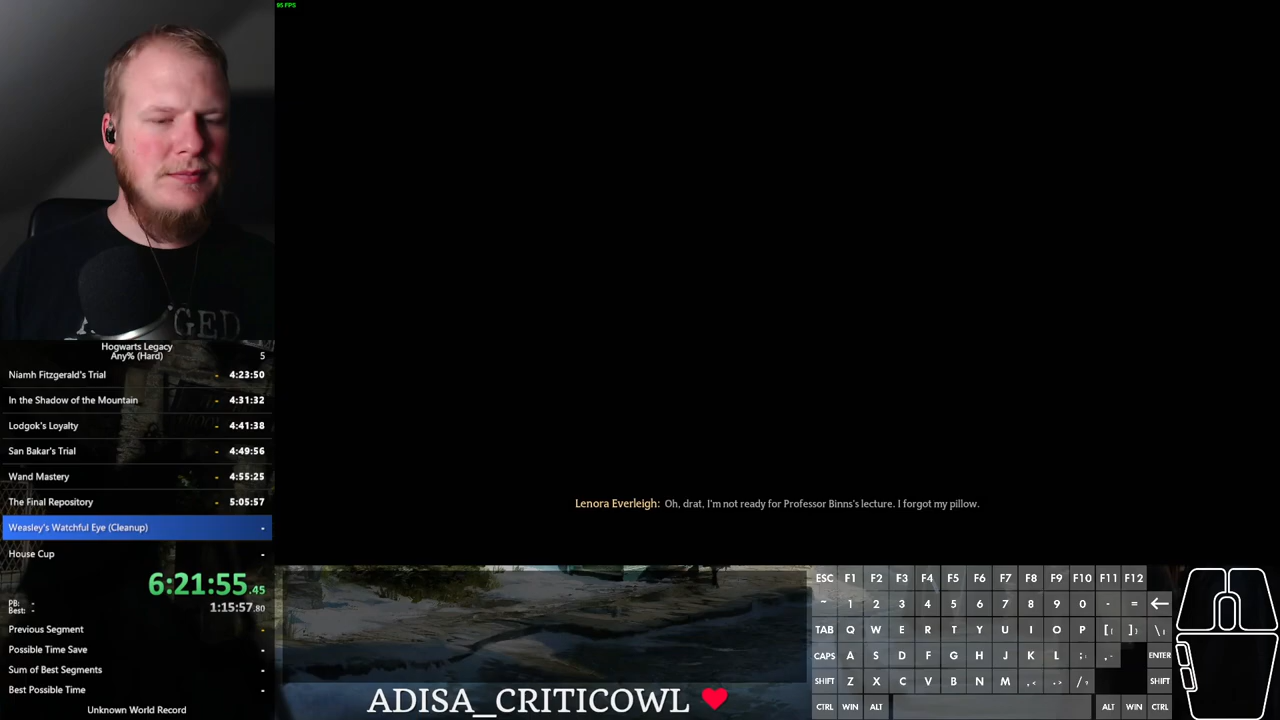 95 FPS
Hogwarts Legacy
Any% (Hard) 5
Niamh Fitzgerald's Trial - 4:23:50
In the Shadow of the Mountain - 4:31:32
Lodgok's Loyalty - 4:41:38
San Bakar's Trial - 4:49:56
Wand Mastery - 4:55:25
The Final Repository - 5:05:57
Weasley's Watchful Eye (Cleanup) -
House Cup -
6:21:55.45
PB: -
Best: - 1:15:57.80
Previous Segment -
Possible Time Save -
Sum of Best Segments -
Best Possible Time -
Unknown World Record
Lenora Everleigh: Oh, drat, I'm not ready for Professor Binns's lecture. I forgot my pillow.
ADISA_CRITICOWL ❤
ESC F1 F2 F3 F4 F5 F6 F7 F8 F9 F10 F11 F12
~ 1 2 3 4 5 6 7 8 9 0 - = ←
TAB Q W E R T Y U I O P [{ ]} \|
CAPS A S D F G H J K L ;: ENTER
SHIFT Z X C V B N M ,< .> /? SHIFT
CTRL WIN ALT ALT WIN CTRL